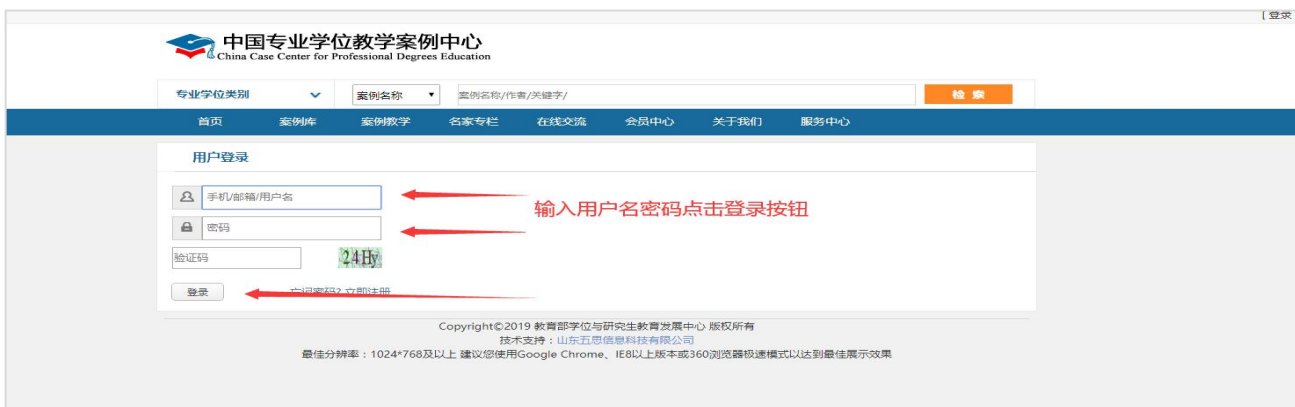 [ 登录
中国专业学位教学案例中心
China Case Center for Professional Degrees Education
专业学位类别 案例名称 案例名称/作者/关键字/ 检 索
首页 案例库 案例教学 名家专栏 在线交流 会员中心 关于我们 服务中心
用户登录
手机/邮箱/用户名
输入用户名密码点击登录按钮
密码
验证码 24Hy
登录 忘记密码? 立即注册
Copyright©2019 教育部学位与研究生教育发展中心 版权所有
技术支持：山东五思信息科技有限公司
最佳分辨率：1024*768及以上 建议您使用Google Chrome、IE8以上版本或360浏览器极速模式以达到最佳展示效果